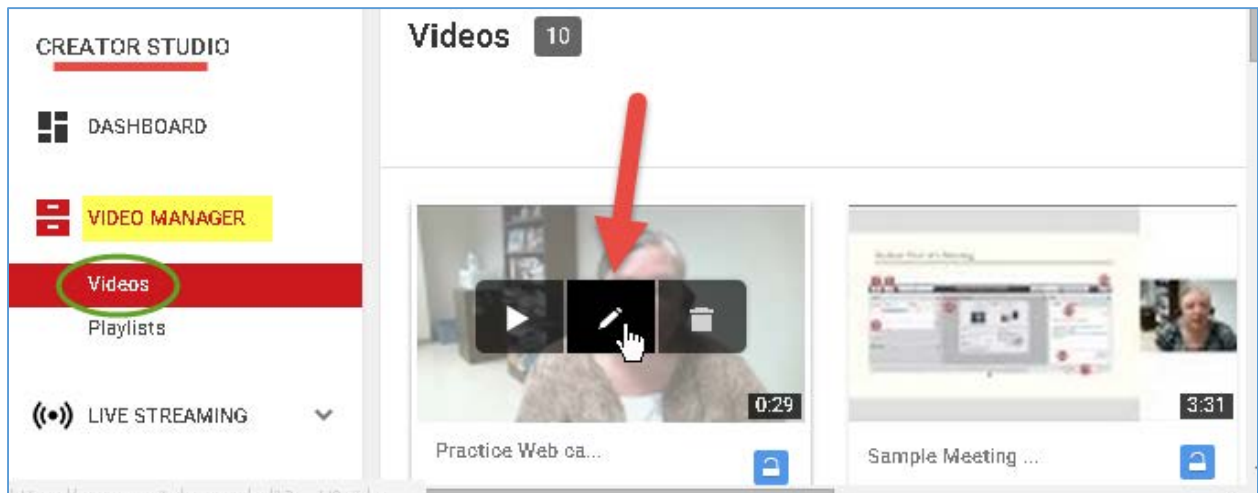 CREATOR STUDIO
DASHBOARD
VIDEO MANAGER
Videos
Playlists
((•)) LIVE STREAMING
Videos 10
0:29
Practice Web ca...
3:31
Sample Meeting ...